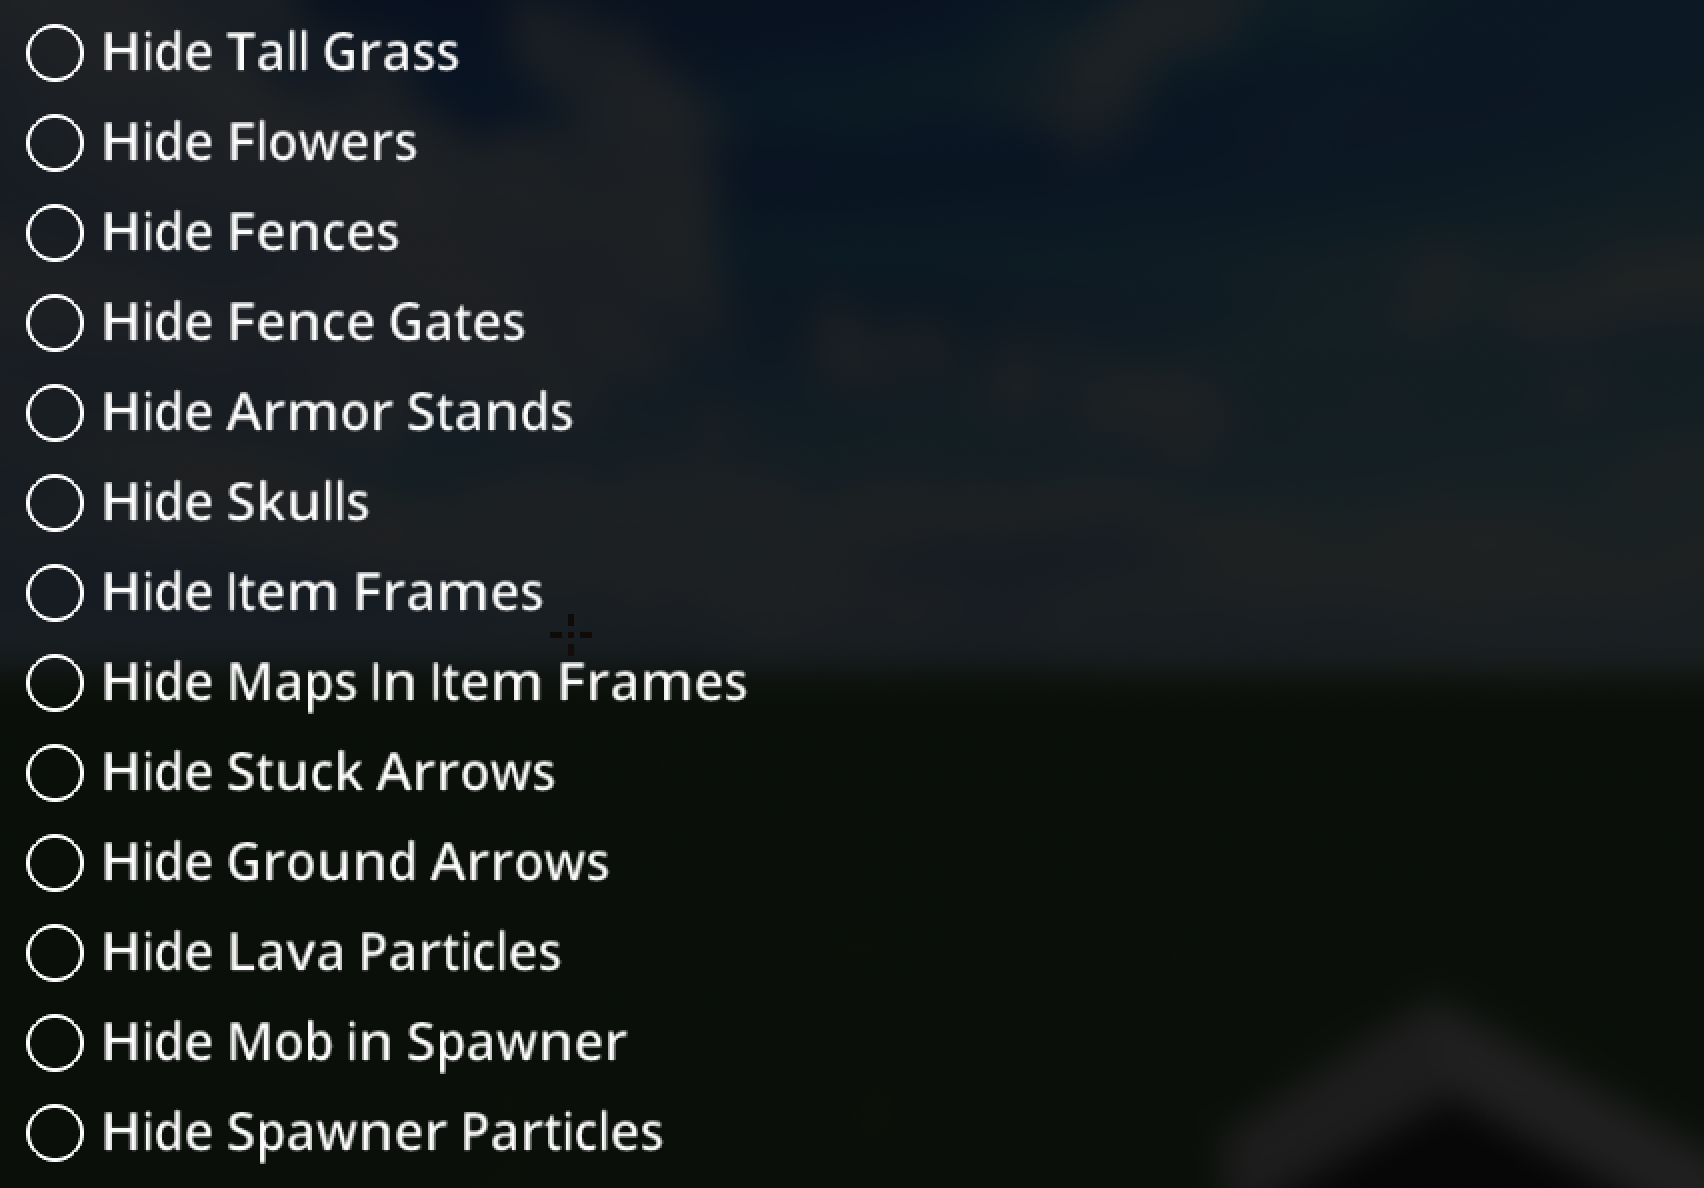 Hide Tall Grass
Hide Flowers
Hide Fences
Hide Fence Gates
Hide Armor Stands
Hide Skulls
Hide Item Frames
Hide Maps In Item Frames
Hide Stuck Arrows
Hide Ground Arrows
Hide Lava Particles
Hide Mob in Spawner
Hide Spawner Particles